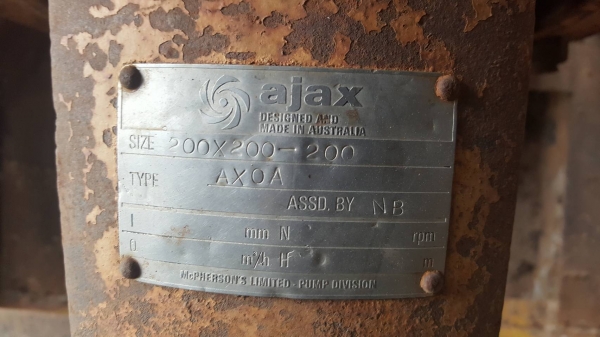 ajax
DESIGNED AND
MADE IN AUSTRALIA
SIZE 200X200-200
TYPE AXOA
ASSD. BY NB
I mm N rpm
Q m³/h H m
McPHERSON'S LIMITED - PUMP DIVISION